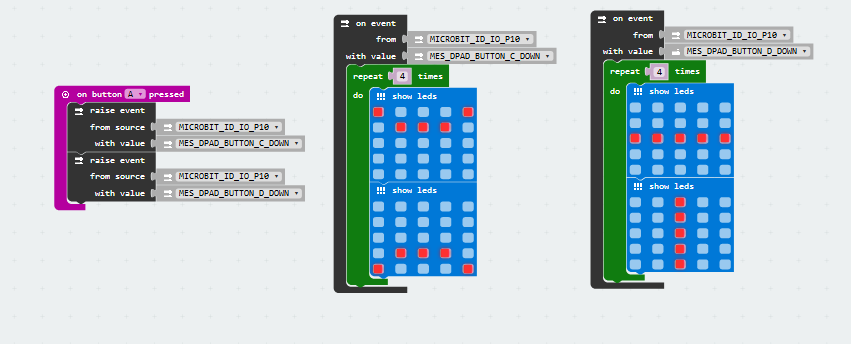 on button A pressed
raise event
from source MICROBIT_ID_IO_P10
with value MES_DPAD_BUTTON_C_DOWN
raise event
from source MICROBIT_ID_IO_P10
with value MES_DPAD_BUTTON_D_DOWN
on event
from MICROBIT_ID_IO_P10
with value MES_DPAD_BUTTON_C_DOWN
repeat 4 times
do
show leds
show leds
on event
from MICROBIT_ID_IO_P10
with value MES_DPAD_BUTTON_D_DOWN
repeat 4 times
do
show leds
show leds